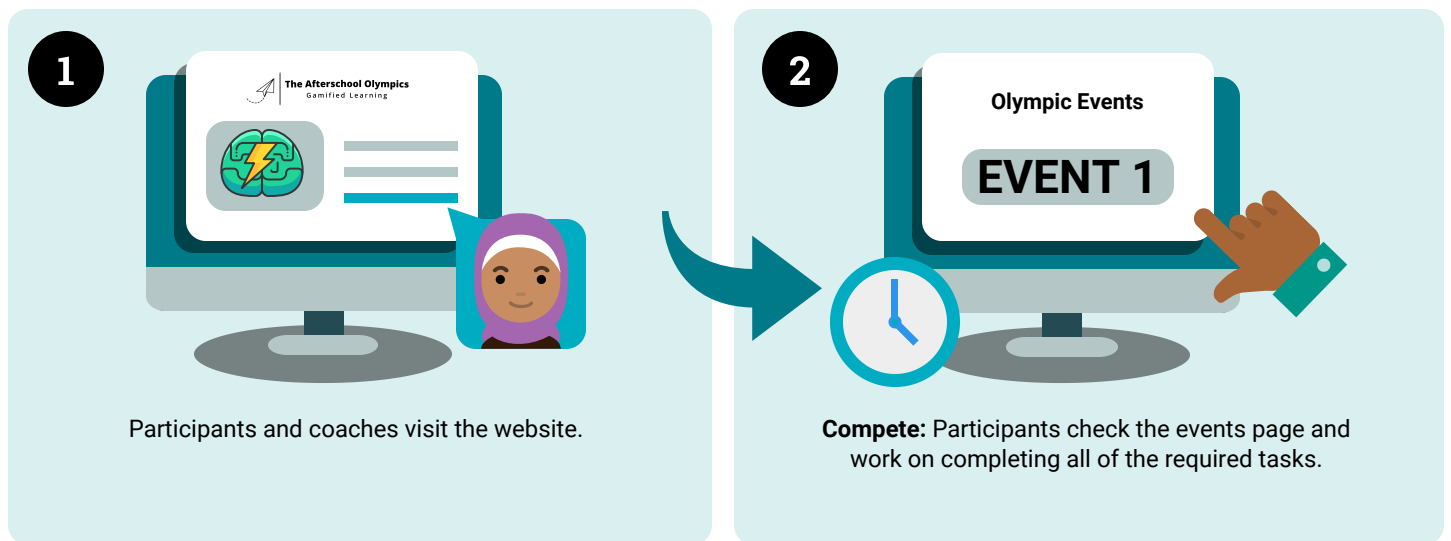 1
The Afterschool Olympics
Gamified Learning
Participants and coaches visit the website.
2
Olympic Events
EVENT 1
Compete: Participants check the events page and
work on completing all of the required tasks.